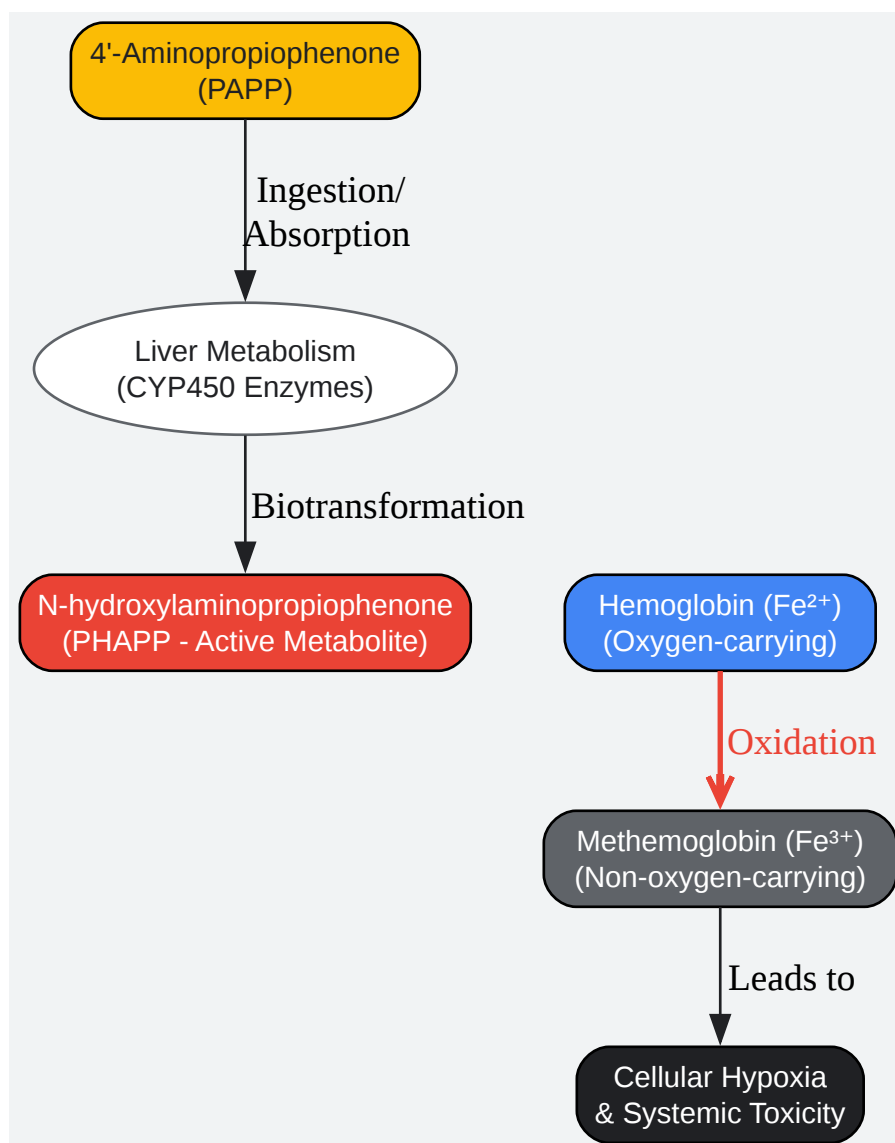 4'-Aminopropiophenone
(PAPP)
Ingestion/
Absorption
Liver Metabolism
(CYP450 Enzymes)
Biotransformation
N-hydroxylaminopropiophenone
(PHAPP - Active Metabolite)
Hemoglobin (Fe²⁺)
(Oxygen-carrying)
Oxidation
Methemoglobin (Fe³⁺)
(Non-oxygen-carrying)
Leads to
Cellular Hypoxia
& Systemic Toxicity